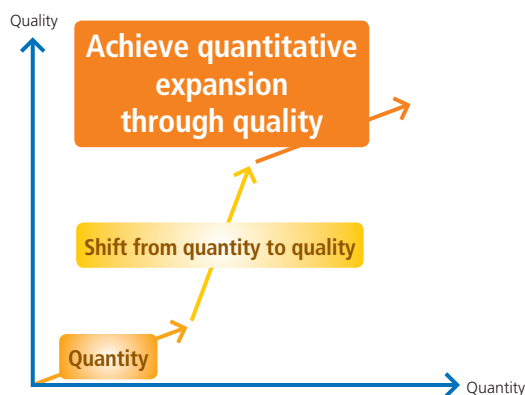 Quality
Achieve quantitative
expansion
through quality
Shift from quantity to quality
Quantity
Quantity